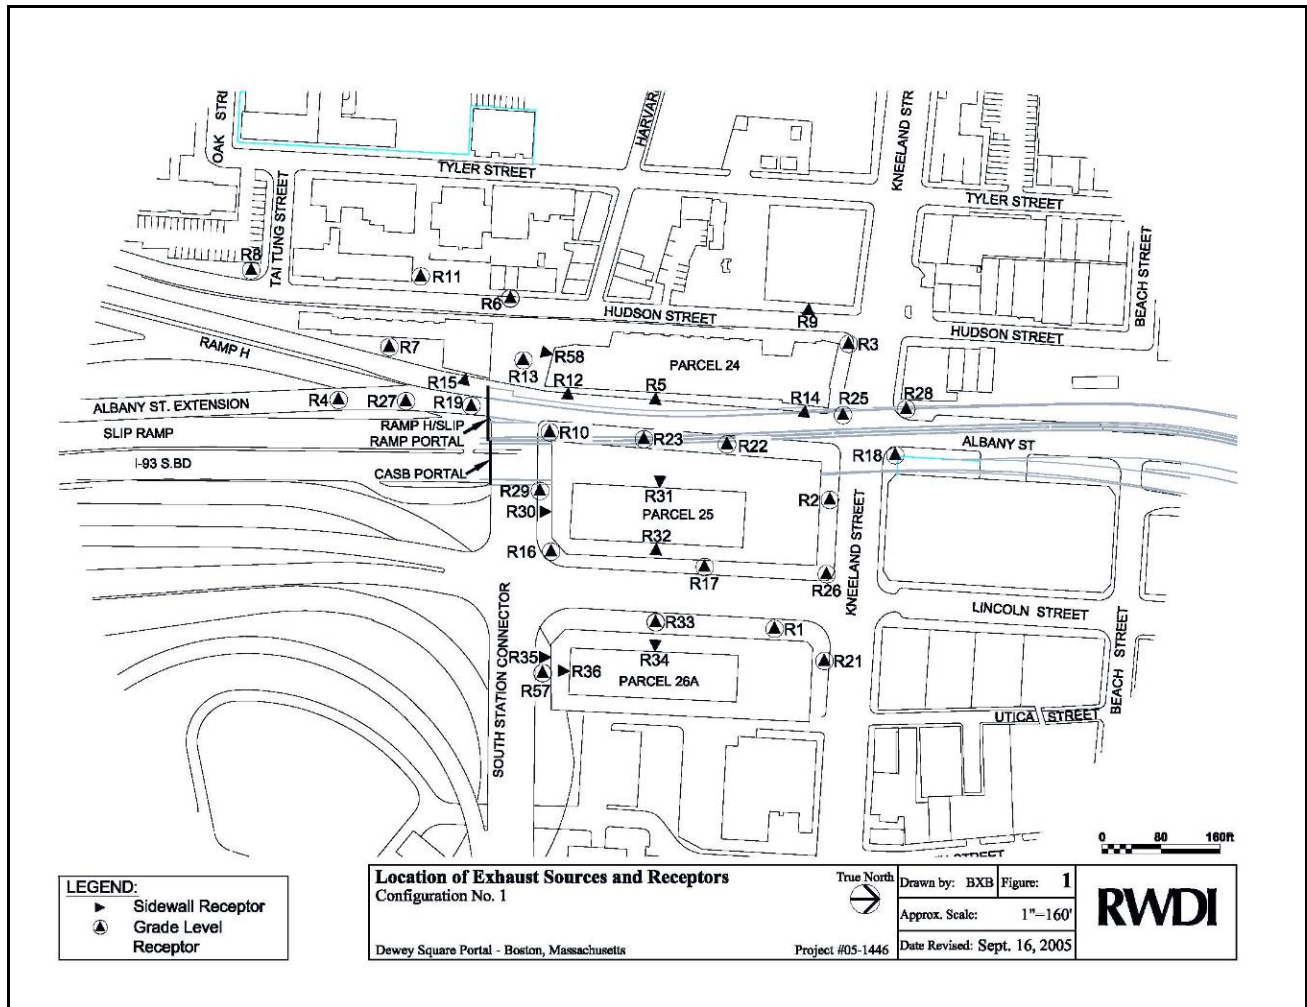 OAK STRE
HARVAR
KNEELAND STR
TYLER STREET
TAI TUNG STREET
TYLER STREET
BEACH STREET
R8
R11
R6
HUDSON STREET
R9
HUDSON STREET
R3
RAMP H
R7
R58
R13
PARCEL 24
R15
R12
R5
R14
R25
R28
R4
R27
R19
ALBANY ST. EXTENSION
RAMP H/SLIP
RAMP PORTAL
SLIP RAMP
R10
R23
R22
ALBANY ST
R18
I-93 S.BD
CASB PORTAL
R29
R31
R2
R30
PARCEL 25
R32
R16
R17
R26
KNEELAND STREET
LINCOLN STREET
SOUTH STATION CONNECTOR
R33
R1
BEACH STREET
R35
R36
R34
R21
R57
PARCEL 26A
UTICA STREET
0 80 160ft
LEGEND:
Sidewall Receptor
Grade Level
Receptor
Location of Exhaust Sources and Receptors
Configuration No. 1
Dewey Square Portal - Boston, Massachusetts
True North
Project #05-1446
Drawn by: BXB Figure: 1
Approx. Scale: 1"=160'
Date Revised: Sept. 16, 2005
RWDI